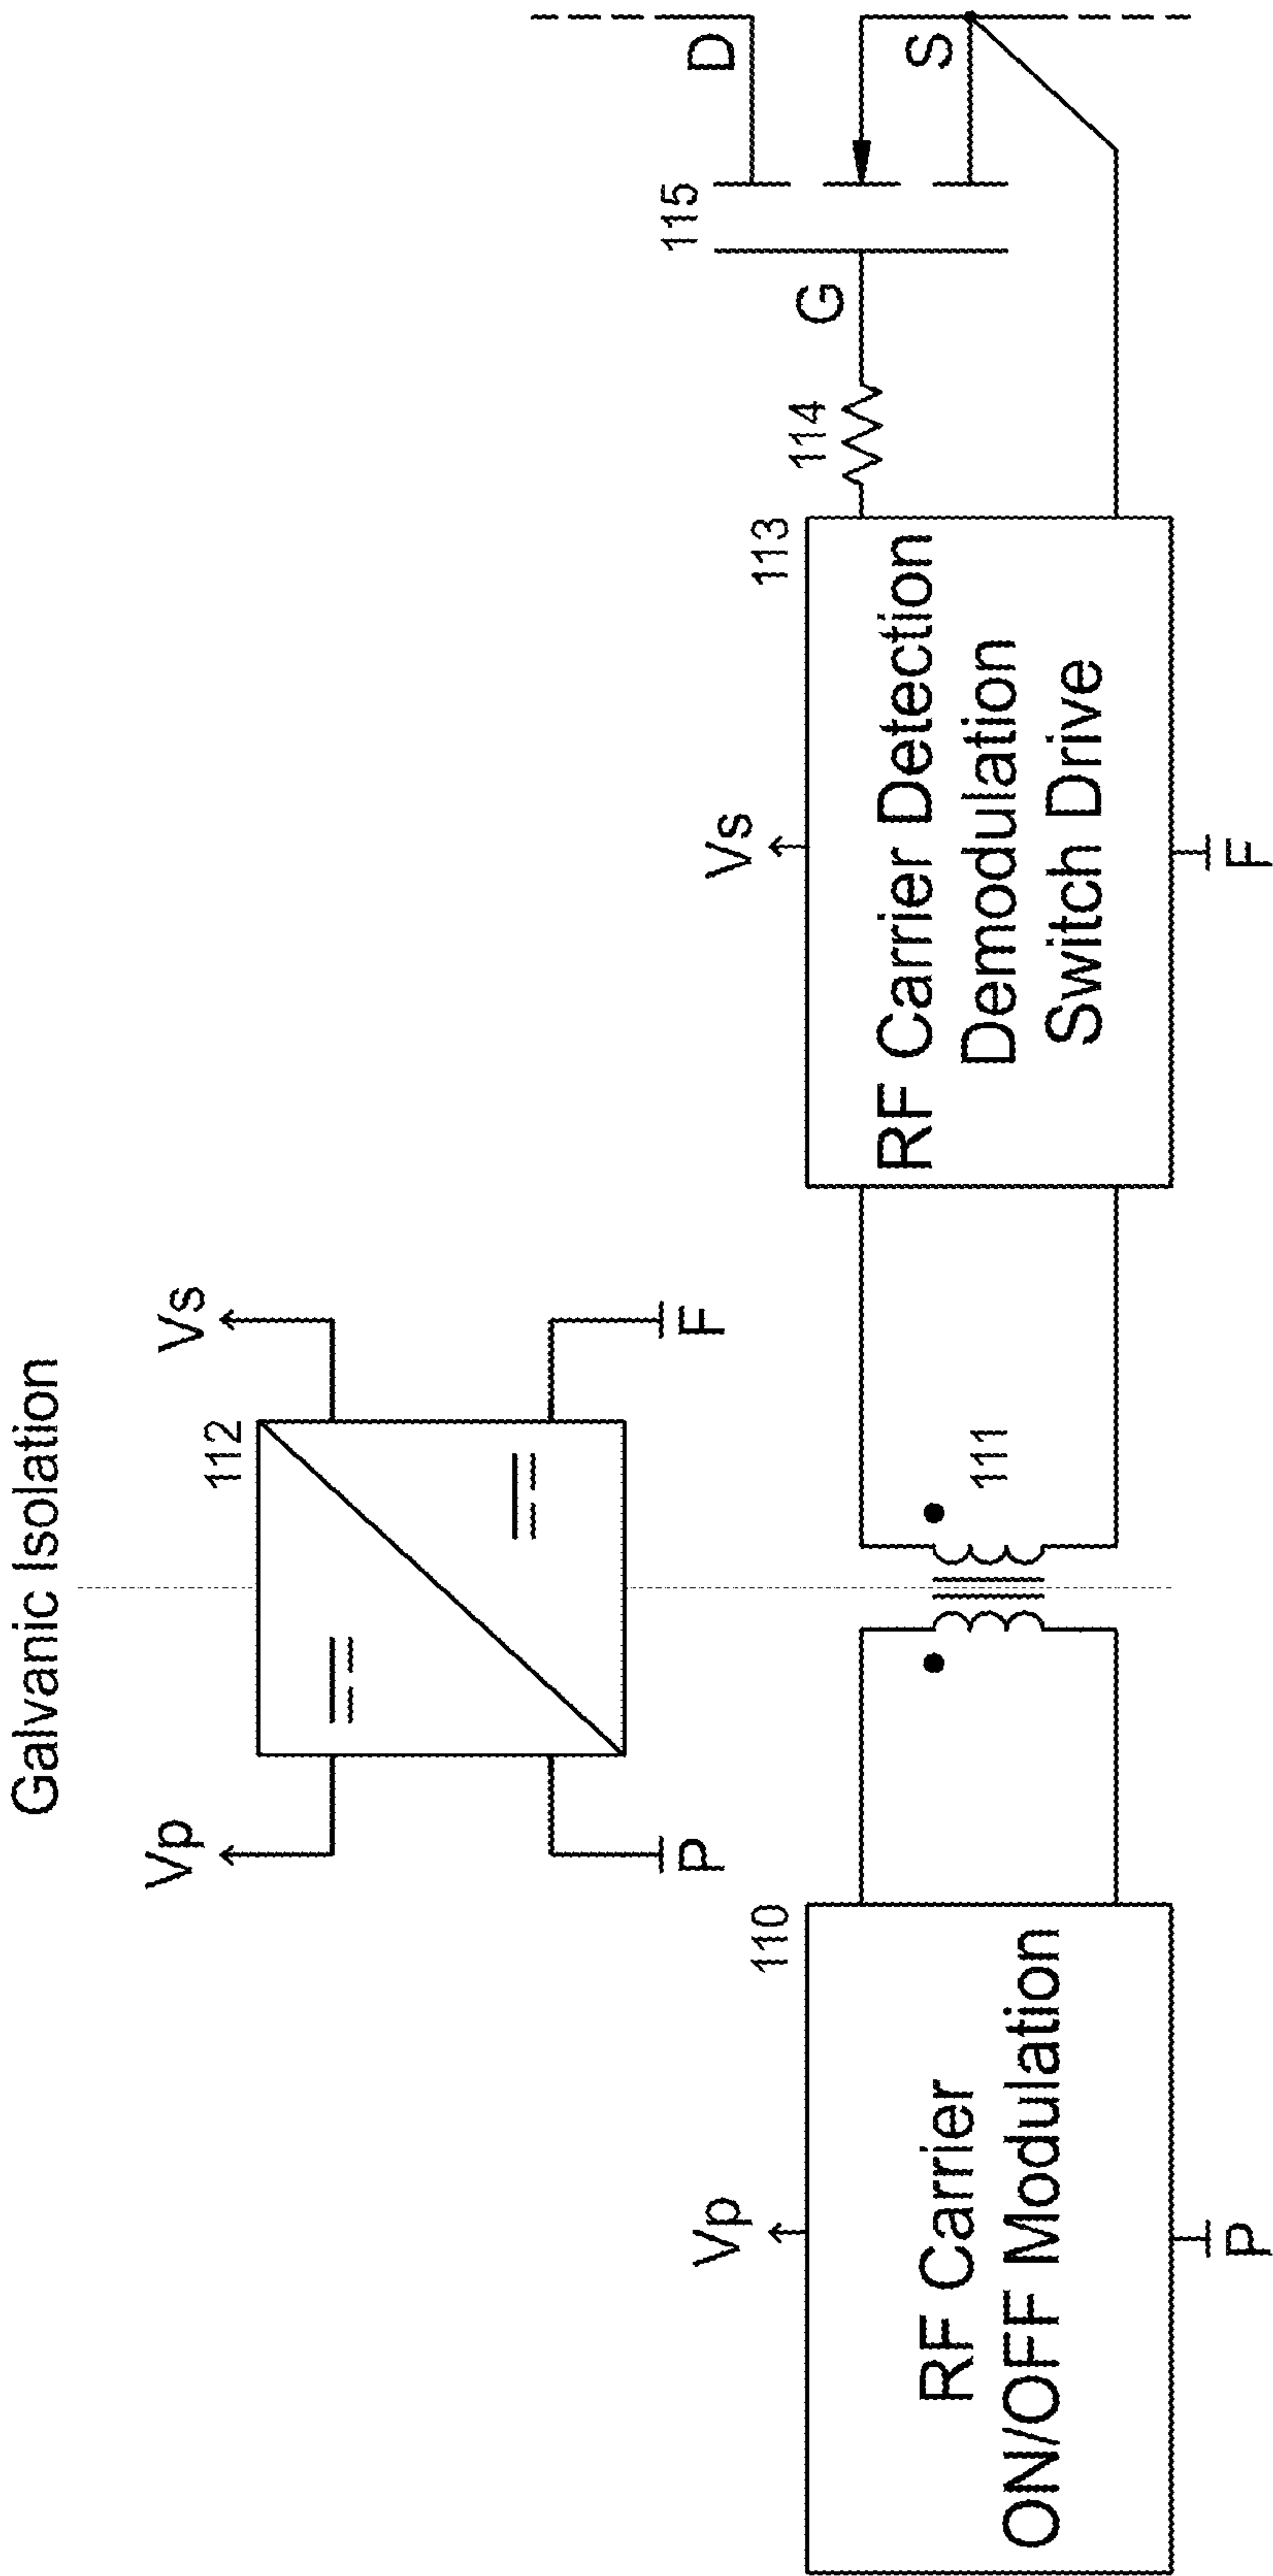 Galvanic Isolation
Vp
Vs
112
P
F
Vp
110
RF Carrier
ON/OFF Modulation
P
111
Vs
113
RF Carrier Detection
Demodulation
Switch Drive
F
114
G
115
D
S